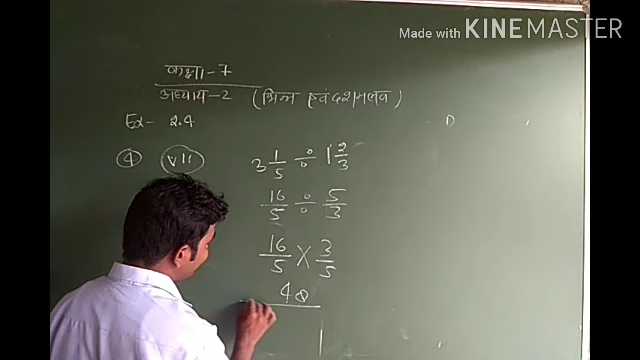 Made with KINEMASTER
कक्षा-7
अध्याय-2 (भिन्न एवं दशमलव)
Ex- 2.4
④ vii 3 1/5 ÷ 1 2/3
16/5 ÷ 5/3
16/5 × 3/5
48